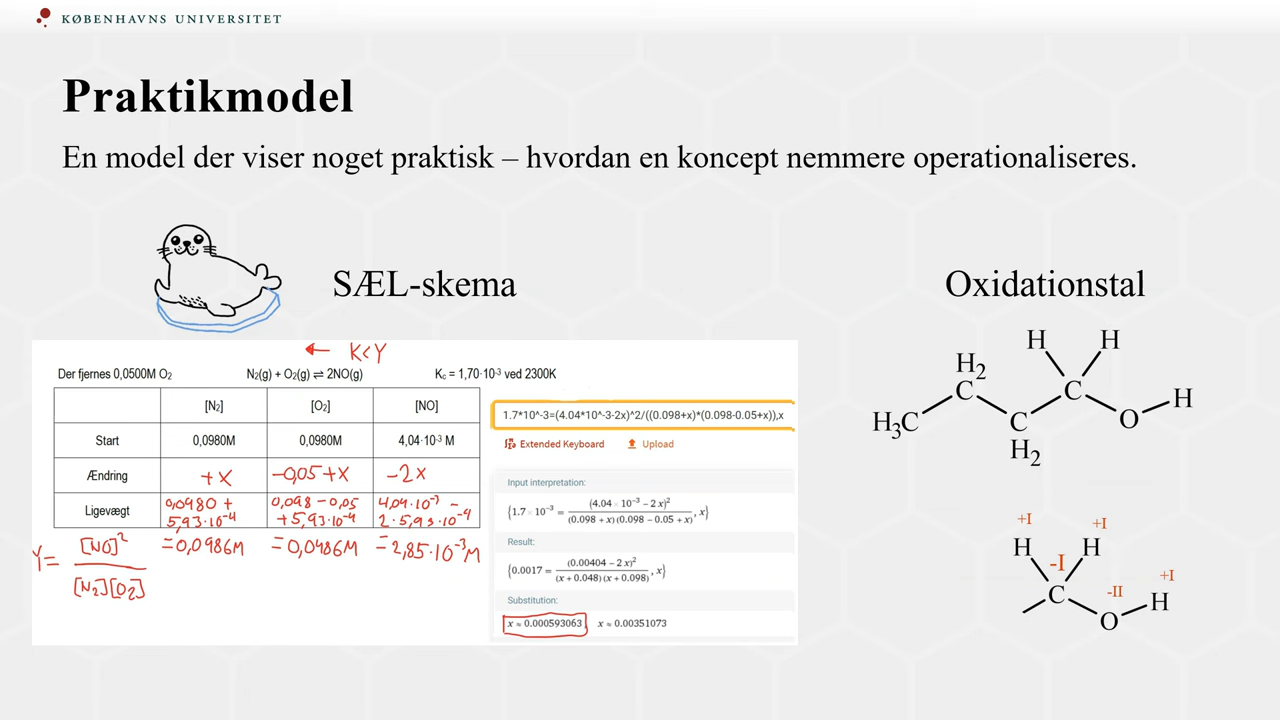 KØBENHAVNS UNIVERSITET
Praktikmodel
En model der viser noget praktisk – hvordan en koncept nemmere operationaliseres.
SÆL-skema
← K<Y
Der fjernes 0,0500M O₂ N₂(g) + O₂(g) ⇌ 2NO(g) K꜀ = 1,70·10⁻³ ved 2300K
[N₂] [O₂] [NO]
Start 0,0980M 0,0980M 4,04·10⁻³ M
Ændring +x -0,05+x -2x
Ligevægt 0,0980 + 5,93·10⁻⁴ 0,098-0,05 + 5,93·10⁻⁴ 4,04·10⁻³ - 2·5,93·10⁻⁴
=0,0986M =0,0486M =2,85·10⁻³M
Y= [NO]² / [N₂][O₂]
1.7*10^-3=(4.04*10^-3-2x)^2/((0.098+x)*(0.098-0.05+x)),x
Extended Keyboard Upload
Input interpretation:
{1.7 × 10⁻³ = (4.04 × 10⁻³ − 2 x)² / (0.098 + x) (0.098 − 0.05 + x), x}
Result:
{0.0017 = (0.00404 − 2 x)² / (x + 0.048) (x + 0.098), x}
Substitution:
x ≈ 0.000593063 x ≈ 0.00351073
Oxidationstal
H H
H₂
C C H
H₃C C O
H₂
+I +I
H H
-I +I
-II
C H
O